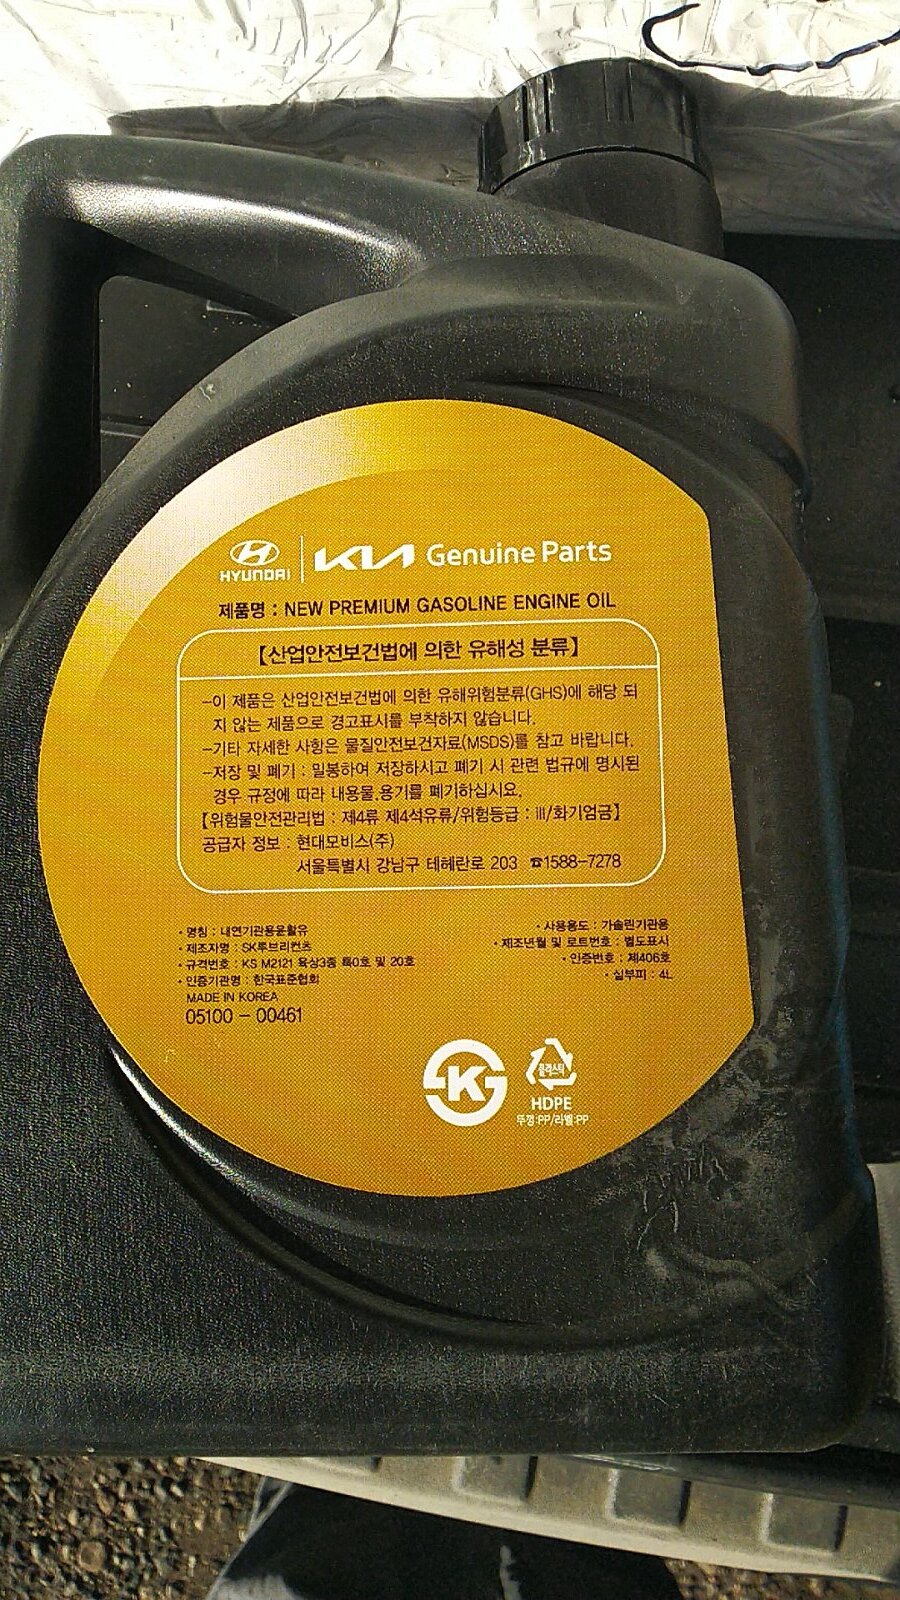 HYUNDAI KIA Genuine Parts
제품명 : NEW PREMIUM GASOLINE ENGINE OIL
【산업안전보건법에 의한 유해성 분류】
-이 제품은 산업안전보건법에 의한 유해위험분류(GHS)에 해당 되
지 않는 제품으로 경고표시를 부착하지 않습니다.
-기타 자세한 사항은 물질안전보건자료(MSDS)를 참고 바랍니다.
-저장 및 폐기 : 밀봉하여 저장하시고 폐기 시 관련 법규에 명시된
경우 규정에 따라 내용물,용기를 폐기하십시요.
【위험물안전관리법 : 제4류 제4석유류/위험등급 : III/화기엄금】
공급자 정보 : 현대모비스(주)
서울특별시 강남구 테헤란로 203 ☎1588-7278
· 명칭 : 내연기관용윤활유
· 제조자명 : SK루브리컨츠
· 규격번호 : KS M2121 육상3종 특0호 및 20호
· 인증기관명 : 한국표준협회
MADE IN KOREA
05100 - 00461
· 사용용도 : 가솔린기관용
· 제조년월 및 로트번호 : 별도표시
· 인증번호 : 제406호
· 실부피 : 4L
K
플라스틱
HDPE
뚜껑:PP/라벨:PP